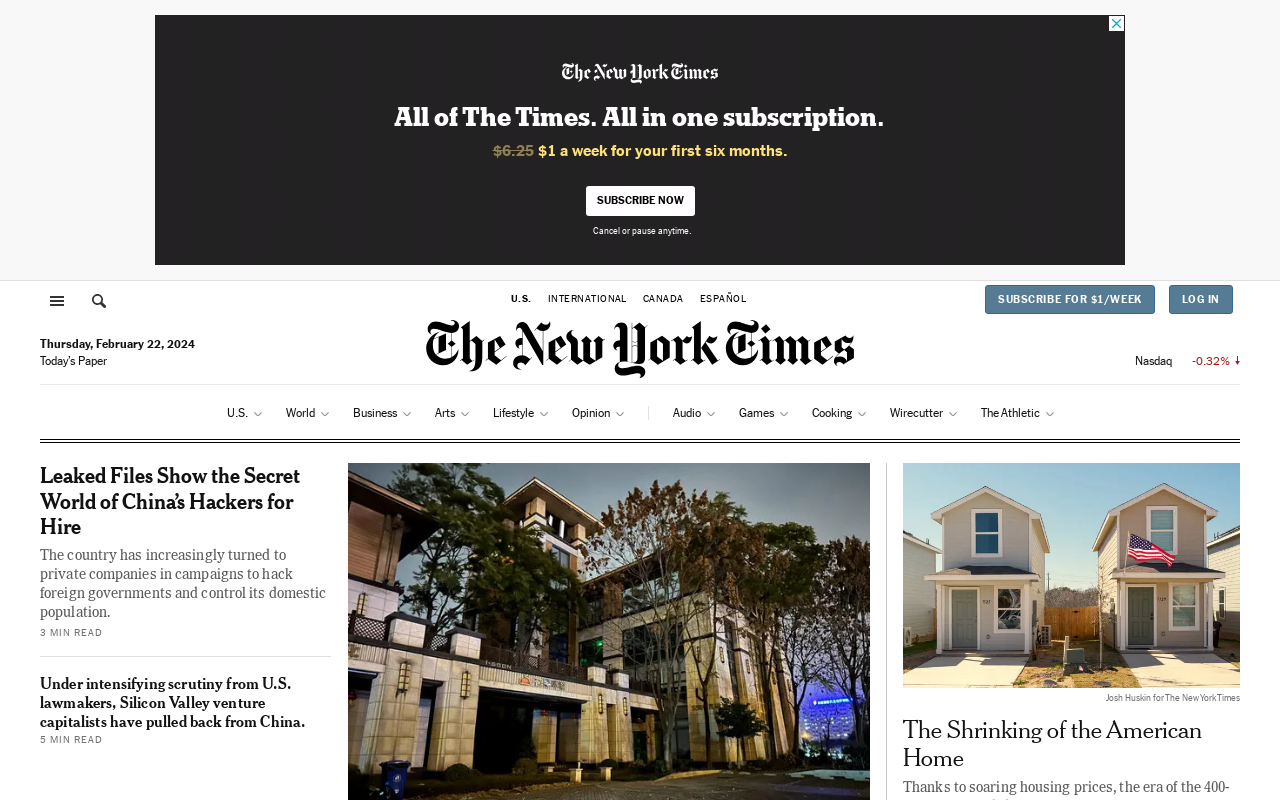 The New York Times
All of The Times. All in one subscription.
$6.25 $1 a week for your first six months.
SUBSCRIBE NOW
Cancel or pause anytime.
U.S. INTERNATIONAL CANADA ESPAÑOL
SUBSCRIBE FOR $1/WEEK LOG IN
The New York Times
Thursday, February 22, 2024
Today's Paper
Nasdaq -0.32%
U.S. World Business Arts Lifestyle Opinion Audio Games Cooking Wirecutter The Athletic
Leaked Files Show the Secret
World of China's Hackers for
Hire
The country has increasingly turned to
private companies in campaigns to hack
foreign governments and control its domestic
population.
3 MIN READ
Under intensifying scrutiny from U.S.
lawmakers, Silicon Valley venture
capitalists have pulled back from China.
5 MIN READ
Josh Huskin for The New York Times
The Shrinking of the American
Home
Thanks to soaring housing prices, the era of the 400-